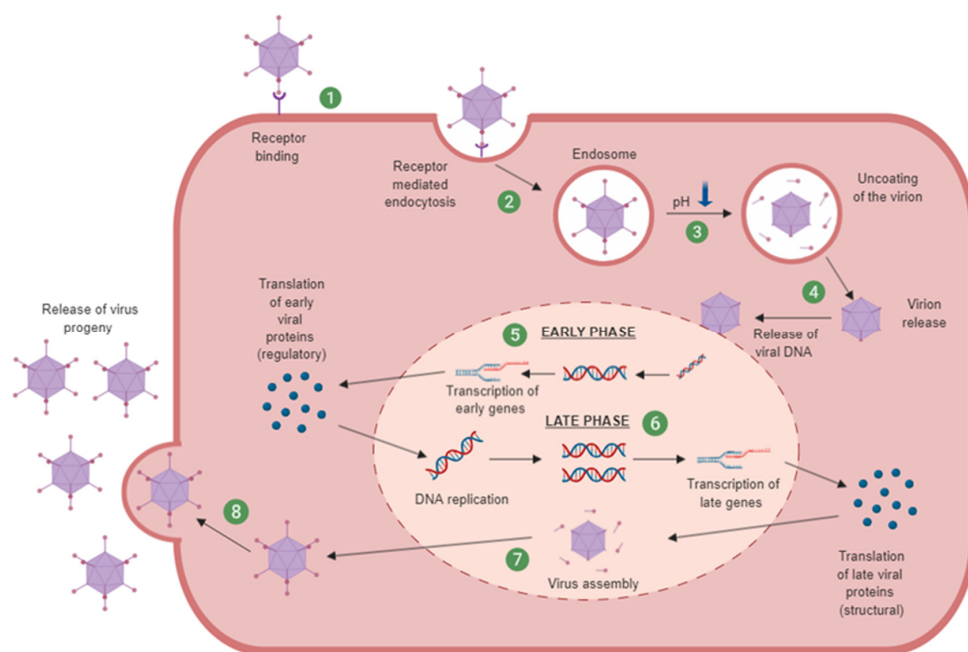 1
Receptor
binding
Receptor
mediated
endocytosis
2
Endosome
pH
3
Uncoating
of the virion
4
Virion
release
Release of
viral DNA
5
EARLY PHASE
Transcription of
early genes
Translation
of early
viral
proteins
(regulatory)
LATE PHASE
6
DNA replication
Transcription of
late genes
Translation
of late viral
proteins
(structural)
7
Virus assembly
8
Release of virus
progeny